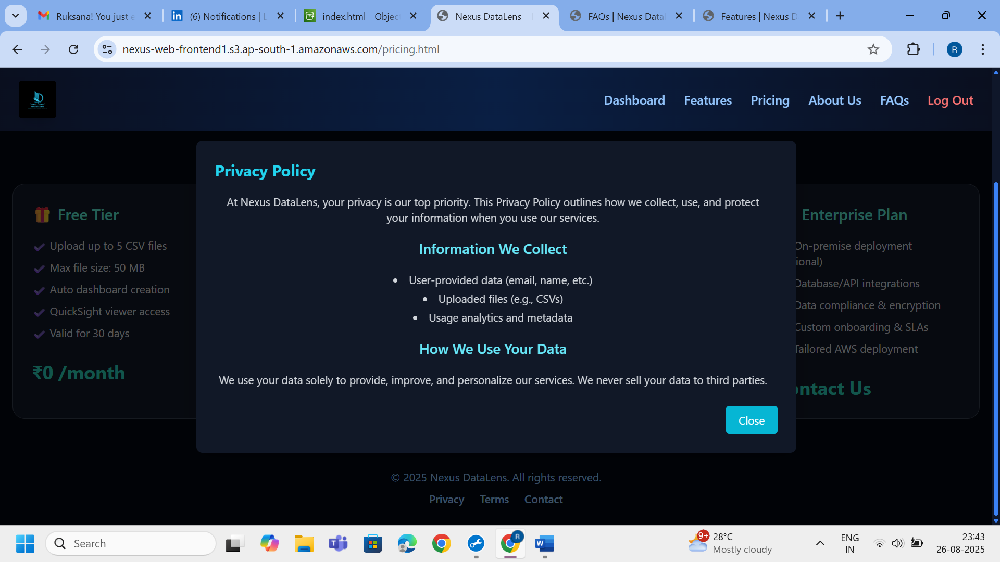 Ruksana! You just e
(6) Notifications | L
index.html - Objec
Nexus DataLens –
FAQs | Nexus Data
Features | Nexus D
nexus-web-frontend1.s3.ap-south-1.amazonaws.com/pricing.html
R
Dashboard
Features
Pricing
About Us
FAQs
Log Out
Privacy Policy
At Nexus DataLens, your privacy is our top priority. This Privacy Policy outlines how we collect, use, and protect
your information when you use our services.
Information We Collect
• User-provided data (email, name, etc.)
• Uploaded files (e.g., CSVs)
• Usage analytics and metadata
How We Use Your Data
We use your data solely to provide, improve, and personalize our services. We never sell your data to third parties.
Close
Free Tier
Upload up to 5 CSV files
Max file size: 50 MB
Auto dashboard creation
QuickSight viewer access
Valid for 30 days
₹0 /month
Enterprise Plan
On-premise deployment
ional)
Database/API integrations
Data compliance & encryption
Custom onboarding & SLAs
Tailored AWS deployment
ontact Us
© 2025 Nexus DataLens. All rights reserved.
Privacy
Terms
Contact
Search
R
9+
28°C
Mostly cloudy
ENG
IN
23:43
26-08-2025